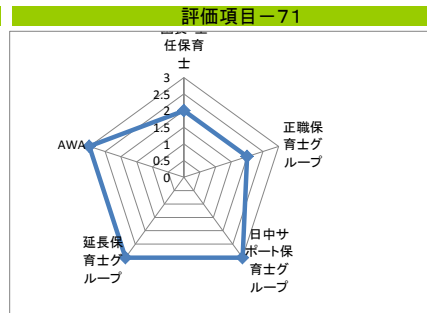 評価項目－71
任保育
士
3
2.5
2
1.5
1
0.5
0
正職保
育士グ
ループ
日中サ
ポート保
育士グ
ループ
延長保
育士グ
ループ
AWA